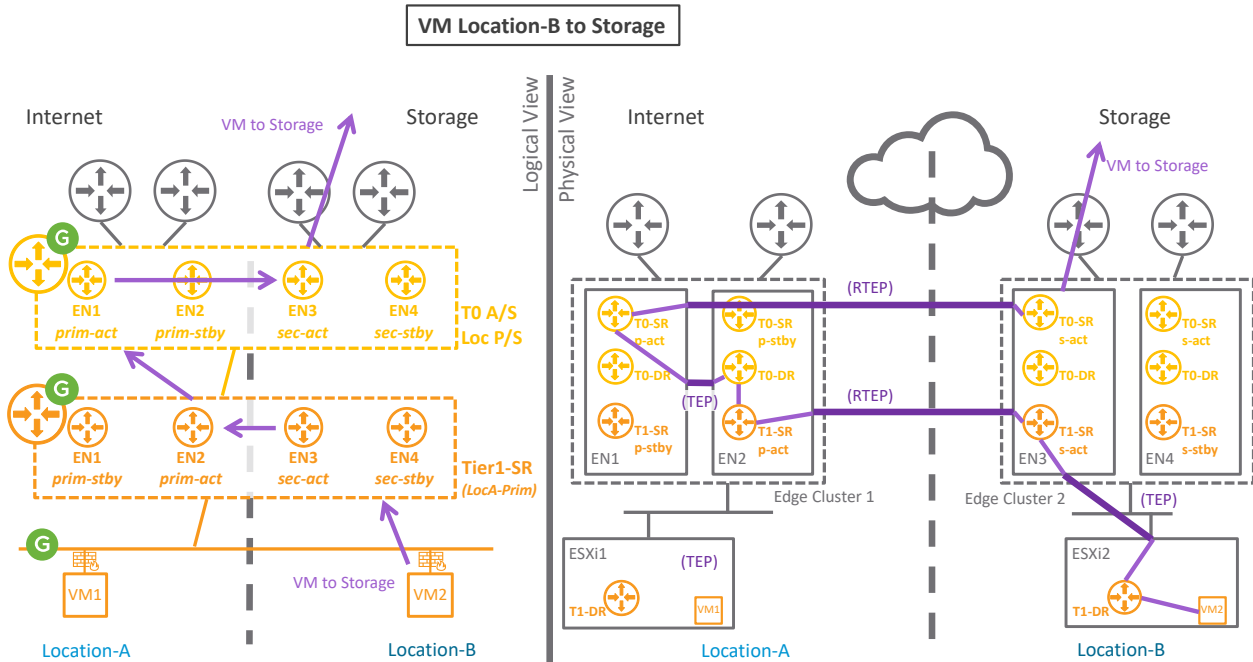 VM Location-B to Storage
Logical View
Physical View
Internet
VM to Storage
Storage
G
EN1
prim-act
EN2
prim-stby
EN3
sec-act
EN4
sec-stby
T0 A/S
Loc P/S
G
EN1
prim-stby
EN2
prim-act
EN3
sec-act
EN4
sec-stby
Tier1-SR
(LocA-Prim)
G
VM1
VM to Storage
VM2
Location-A
Location-B
Internet
Storage
VM to Storage
(RTEP)
T0-SR
p-act
T0-DR
T1-SR
p-stby
EN1
(TEP)
T0-SR
p-stby
T0-DR
T1-SR
p-act
EN2
(RTEP)
T0-SR
s-act
T0-DR
T1-SR
s-act
EN3
T0-SR
s-act
T0-DR
T1-SR
s-stby
EN4
Edge Cluster 1
Edge Cluster 2
(TEP)
ESXi1
(TEP)
T1-DR
VM1
ESXi2
T1-DR
VM2
Location-A
Location-B